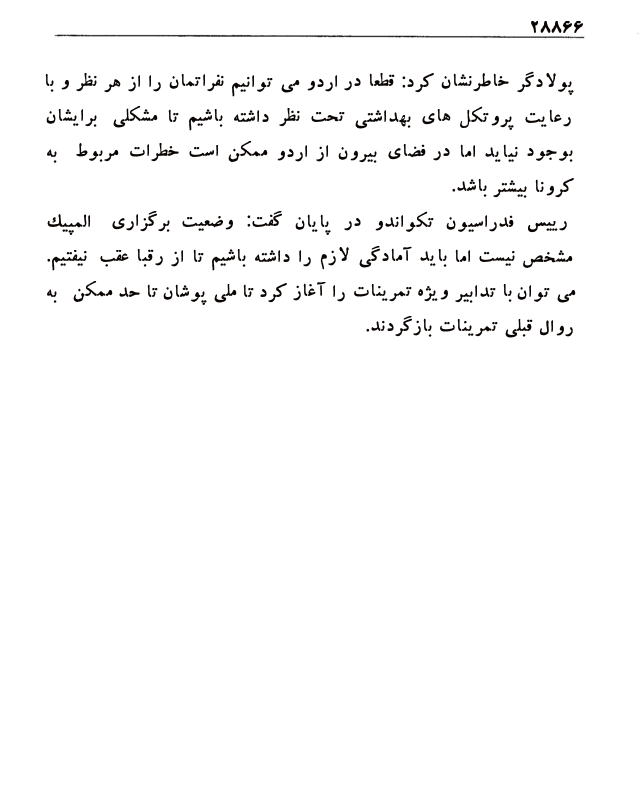 ۲۸۸۶۶
پولادگر خاطرنشان کرد: قطعا در اردو می توانیم نفراتمان را از هر نظر و با
رعایت پروتکل های بهداشتی تحت نظر داشته باشیم تا مشکلی برایشان
بوجود نیاید اما در فضای بیرون از اردو ممکن است خطرات مربوط به
کرونا بیشتر باشد.
رییس فدراسیون تکواندو در پایان گفت: وضعیت برگزاری المپیك
مشخص نیست اما باید آمادگی لازم را داشته باشیم تا از رقبا عقب نیفتیم.
می توان با تدابیر ویژه تمرینات را آغاز کرد تا ملی پوشان تا حد ممکن به
روال قبلی تمرینات بازگردند.